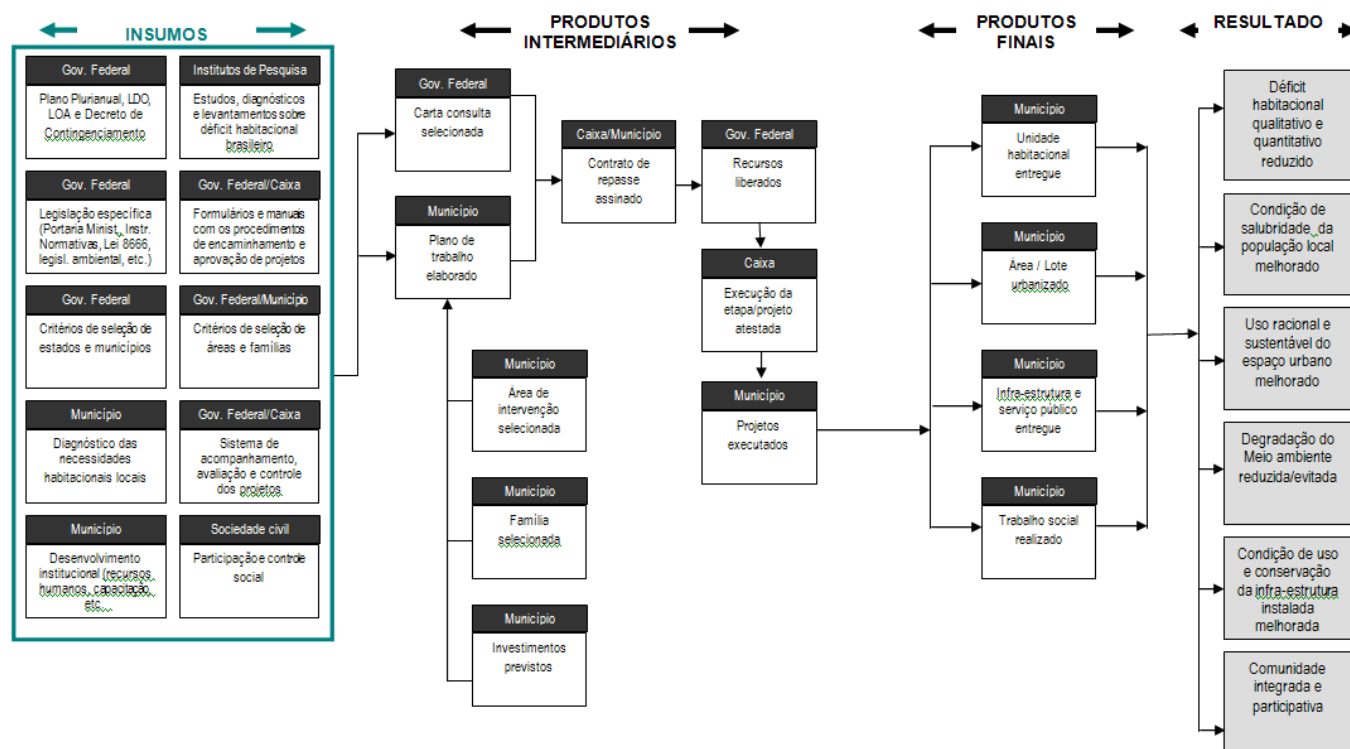 INSUMOS
Gov. Federal
Plano Plurianual, LDO,
LOA e Decreto de
Contingenciamento
Institutos de Pesquisa
Estudos, diagnósticos
e levantamentos sobre
déficit habitacional
brasileiro
Gov. Federal
Legislação específica
(Portaria Minist., Instr.
Normativas, Lei 8666,
legisl. ambiental, etc.)
Gov. Federal/Caixa
Formulários e manuais
com os procedimentos
de encaminhamento e
aprovação de projetos
Gov. Federal
Critérios de seleção de
estados e municípios
Gov. Federal/Município
Critérios de seleção de
áreas e famílias
Município
Diagnóstico das
necessidades
habitacionais locais
Gov. Federal/Caixa
Sistema de
acompanhamento,
avaliação e controle
dos projetos
Município
Desenvolvimento
institucional (recursos
humanos, capacitação,
etc...
Sociedade civil
Participação e controle
social
PRODUTOS
INTERMEDIÁRIOS
Gov. Federal
Carta consulta
selecionada
Município
Plano de
trabalho
elaborado
Caixa/Município
Contrato de
repasse
assinado
Gov. Federal
Recursos
liberados
Caixa
Execução da
etapa/projeto
atestada
Município
Projetos
executados
Município
Área de
intervenção
selecionada
Município
Família
selecionada
Município
Investimentos
previstos
PRODUTOS
FINAIS
Município
Unidade
habitacional
entregue
Município
Área / Lote
urbanizado
Município
Infra-estrutura e
serviço público
entregue
Município
Trabalho social
realizado
RESULTADO
Déficit
habitacional
qualitativo e
quantitativo
reduzido
Condição de
salubridade da
população local
melhorado
Uso racional e
sustentável do
espaço urbano
melhorado
Degradação do
Meio ambiente
reduzida/evitada
Condição de uso
e conservação
da infra-estrutura
instalada
melhorada
Comunidade
integrada e
participativa